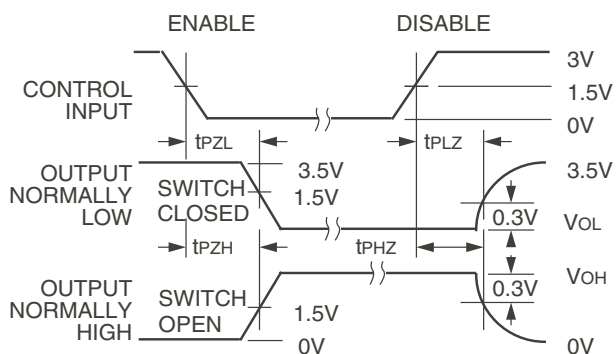 ENABLE
DISABLE
CONTROL
INPUT
3V
1.5V
0V
tPZL
tPLZ
OUTPUT
NORMALLY
LOW
SWITCH
CLOSED
3.5V
1.5V
3.5V
0.3V
VOL
tPZH
tPHZ
OUTPUT
NORMALLY
HIGH
SWITCH
OPEN
1.5V
0V
VOH
0.3V
0V